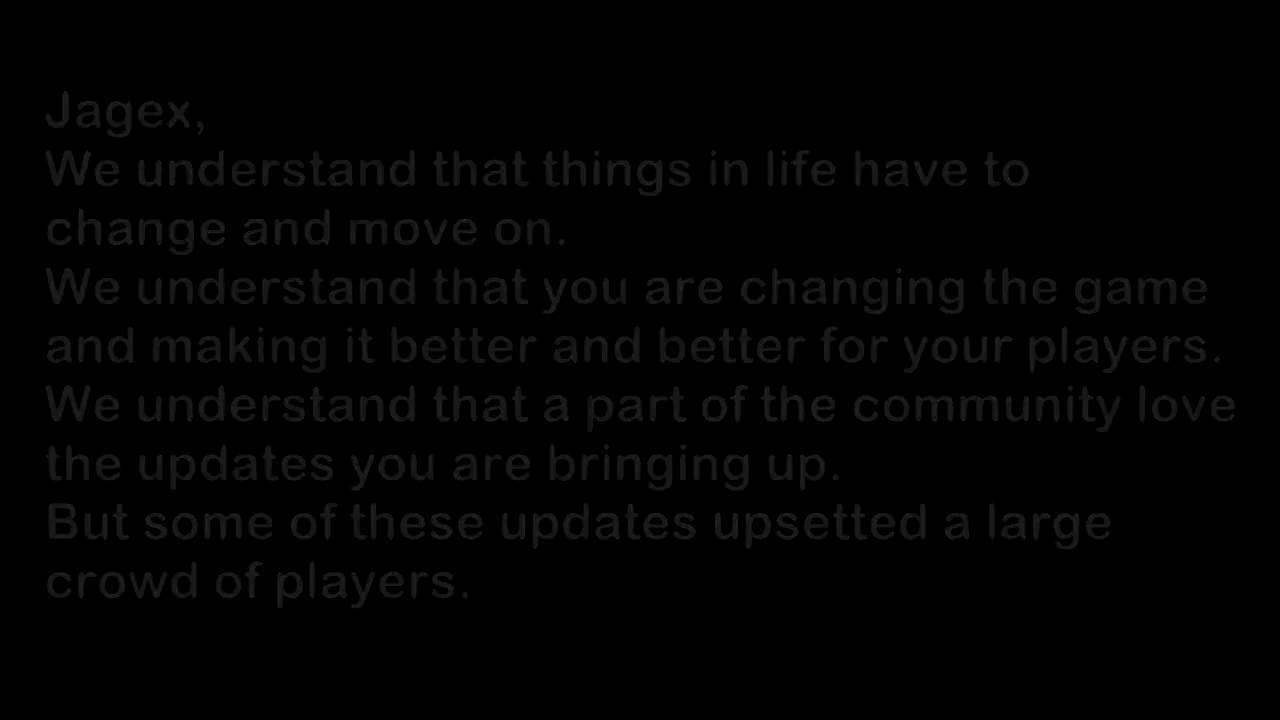 Jagex,
We understand that things in life have to
change and move on.
We understand that you are changing the game
and making it better and better for your players.
We understand that a part of the community love
the updates you are bringing up.
But some of these updates upsetted a large
crowd of players.